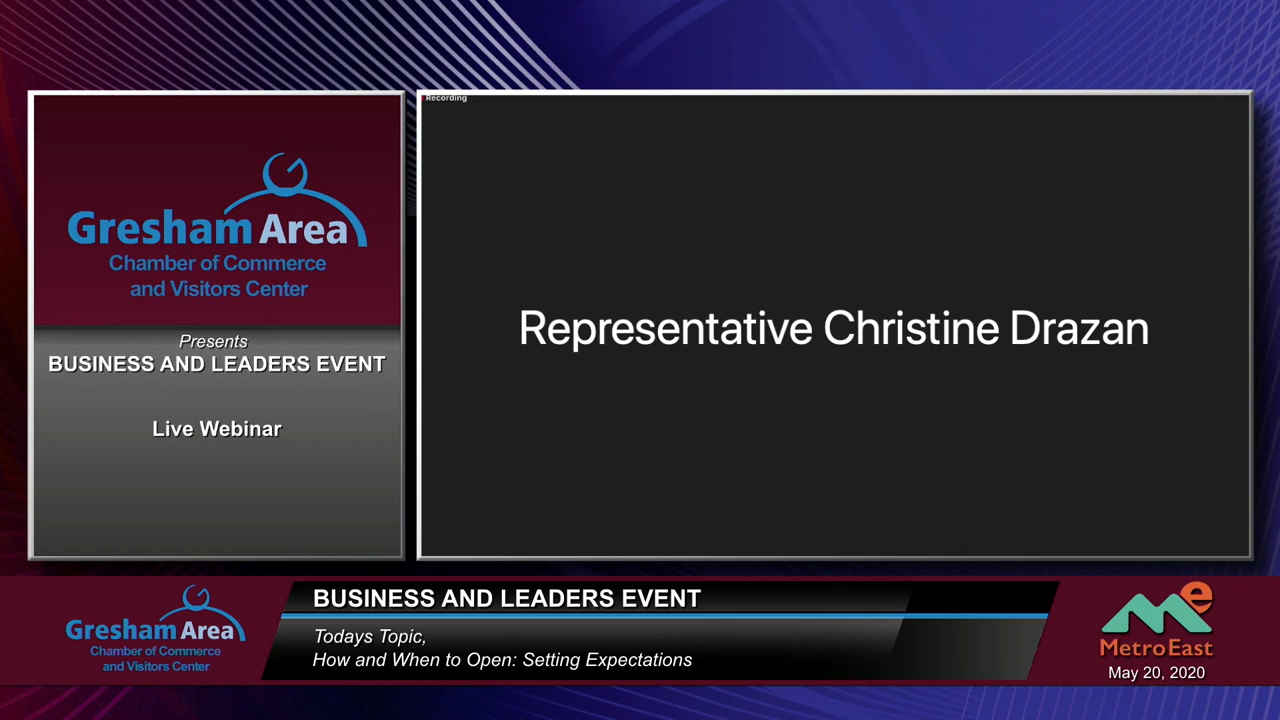 Recording
Gresham Area
Chamber of Commerce
and Visitors Center
Presents
BUSINESS AND LEADERS EVENT
Live Webinar
Representative Christine Drazan
Gresham Area
Chamber of Commerce
and Visitors Center
BUSINESS AND LEADERS EVENT
Todays Topic,
How and When to Open: Setting Expectations
Me
MetroEast
May 20, 2020